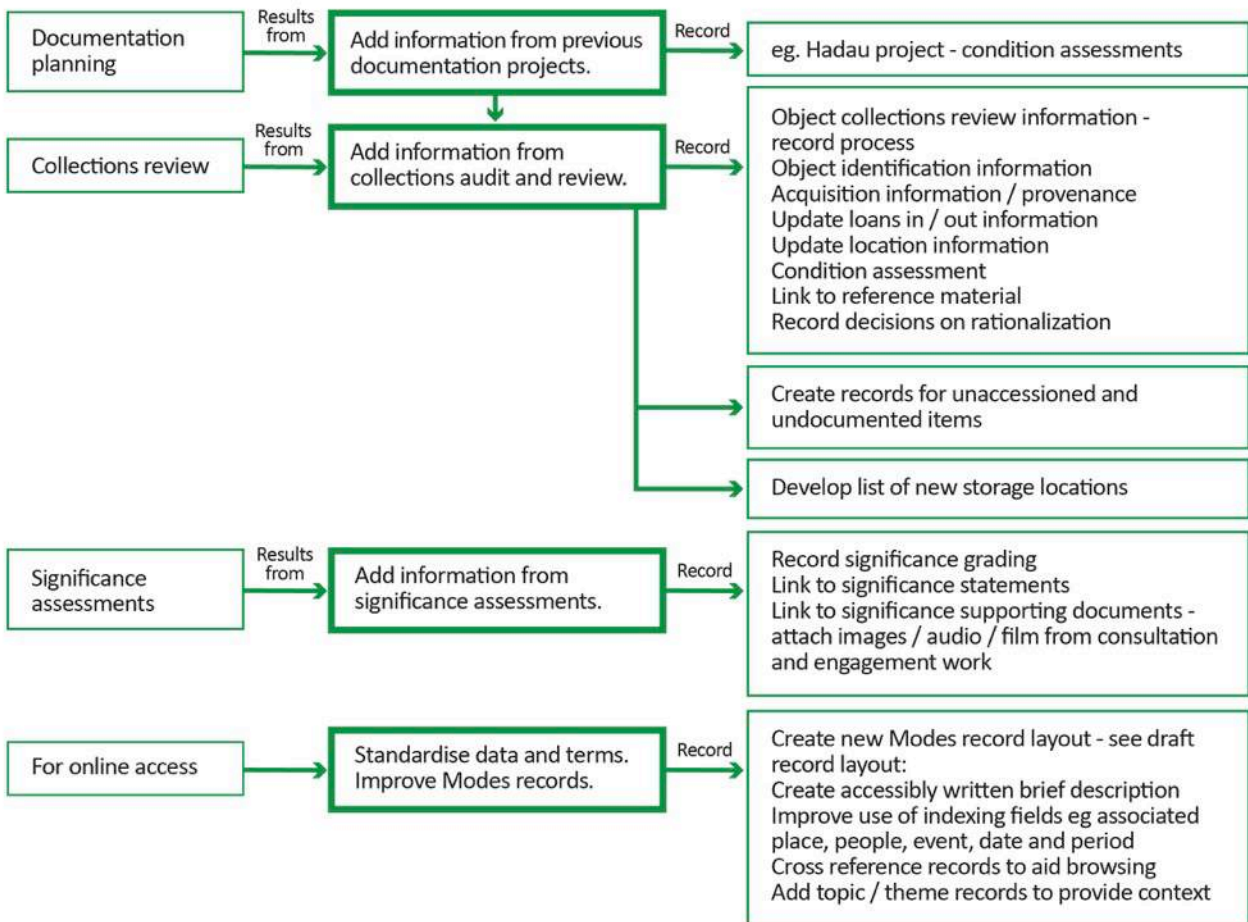 Documentation
planning
Results
from
Add information from previous
documentation projects.
Record
eg. Hadau project - condition assessments
Collections review
Results
from
Add information from
collections audit and review.
Record
Object collections review information -
record process
Object identification information
Acquisition information / provenance
Update loans in / out information
Update location information
Condition assessment
Link to reference material
Record decisions on rationalization
Create records for unaccessioned and
undocumented items
Develop list of new storage locations
Significance
assessments
Results
from
Add information from
significance assessments.
Record
Record significance grading
Link to significance statements
Link to significance supporting documents -
attach images / audio / film from consultation
and engagement work
For online access
Standardise data and terms.
Improve Modes records.
Record
Create new Modes record layout - see draft
record layout:
Create accessibly written brief description
Improve use of indexing fields eg associated
place, people, event, date and period
Cross reference records to aid browsing
Add topic / theme records to provide context